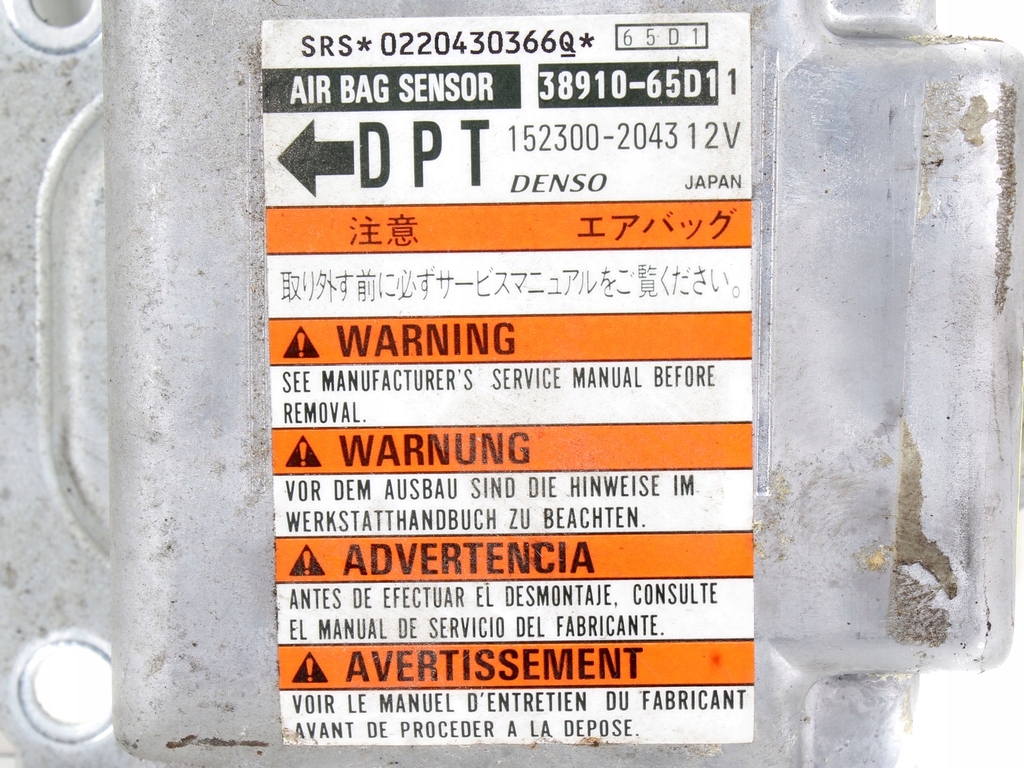 SRS*0220430366Q* 65D1
AIR BAG SENSOR 38910-65D11
DPT 152300-2043 12V
DENSO JAPAN
注意 エアバッグ
取り外す前に必ずサービスマニュアルをご覧ください。
WARNING
SEE MANUFACTURER'S SERVICE MANUAL BEFORE
REMOVAL.
WARNUNG
VOR DEM AUSBAU SIND DIE HINWEISE IM
WERKSTATTHANDBUCH ZU BEACHTEN.
ADVERTENCIA
ANTES DE EFECTUAR EL DESMONTAJE, CONSULTE
EL MANUAL DE SERVICIO DEL FABRICANTE.
AVERTISSEMENT
VOIR LE MANUEL D'ENTRETIEN DU FABRICANT
AVANT DE PROCEDER A LA DEPOSE.